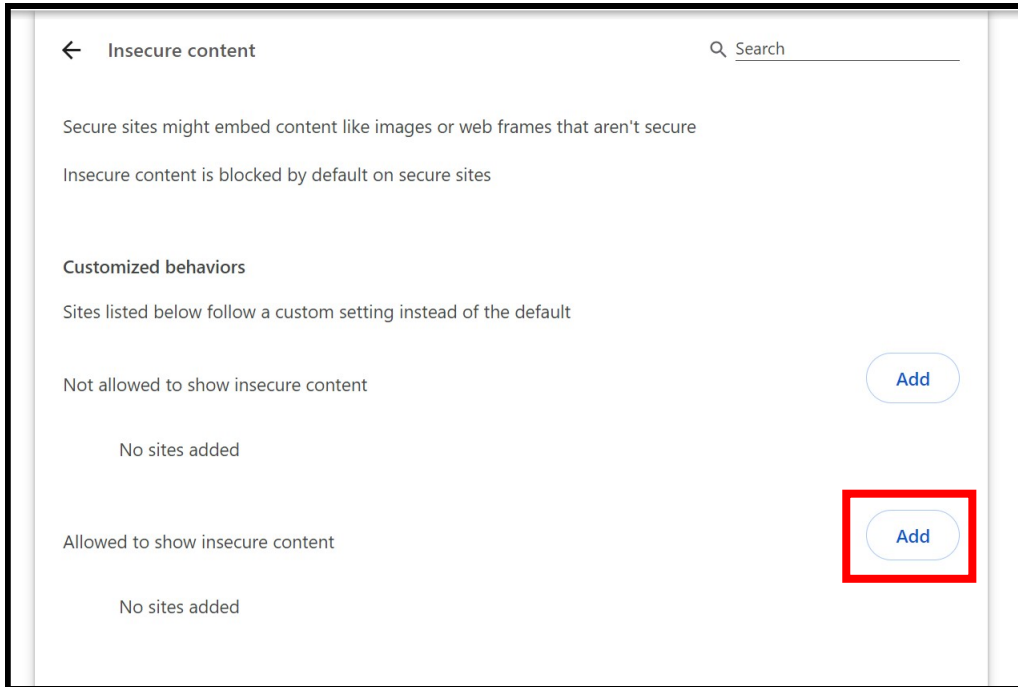 Insecure content
Search
Secure sites might embed content like images or web frames that aren't secure
Insecure content is blocked by default on secure sites
Customized behaviors
Sites listed below follow a custom setting instead of the default
Not allowed to show insecure content
Add
No sites added
Allowed to show insecure content
Add
No sites added